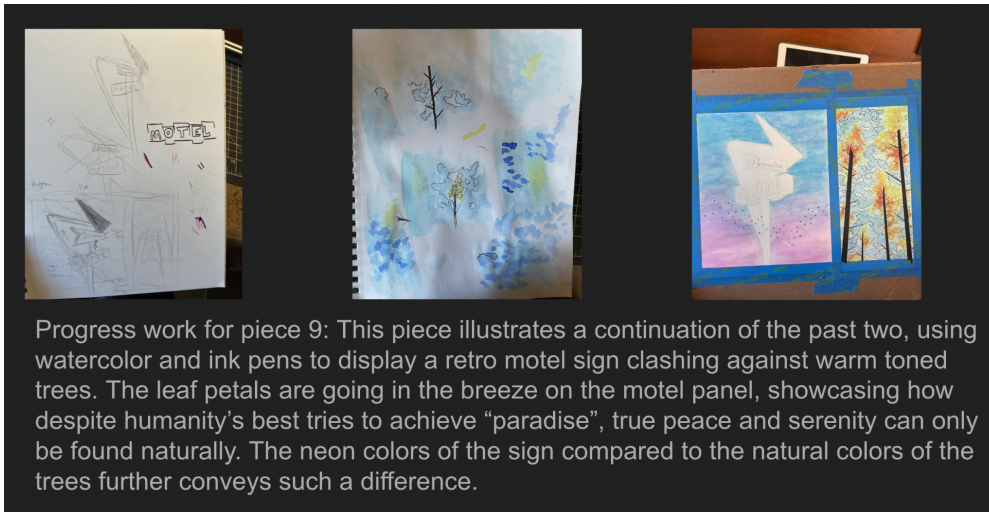 MOTEL
MOTEL
Progress work for piece 9: This piece illustrates a continuation of the past two, using
watercolor and ink pens to display a retro motel sign clashing against warm toned
trees. The leaf petals are going in the breeze on the motel panel, showcasing how
despite humanity’s best tries to achieve “paradise”, true peace and serenity can only
be found naturally. The neon colors of the sign compared to the natural colors of the
trees further conveys such a difference.